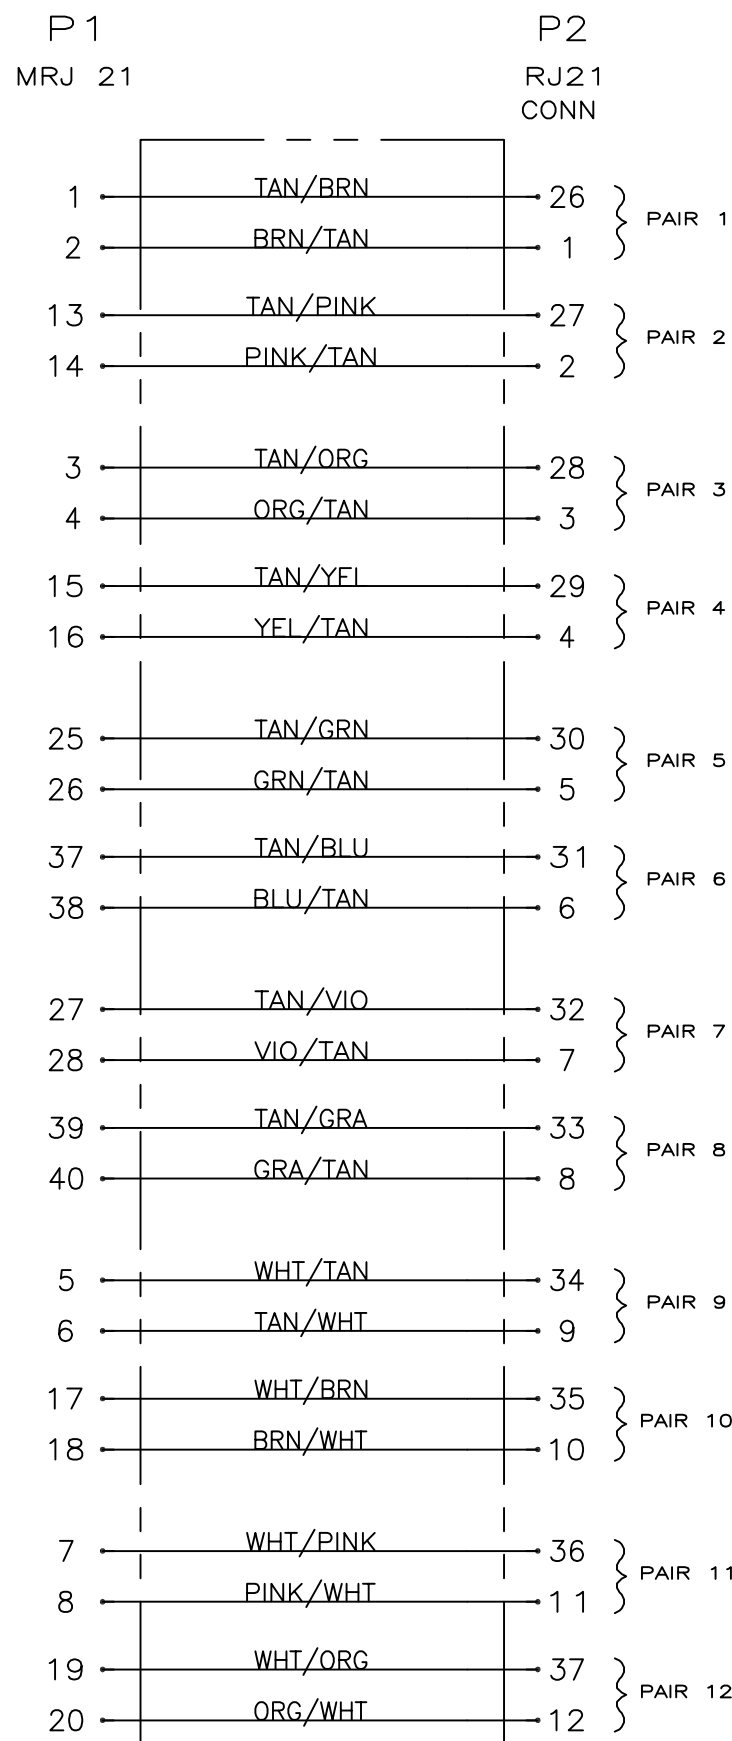 P1 P2
MRJ 21 RJ21
CONN
1 TAN/BRN 26
PAIR 1
2 BRN/TAN 1
13 TAN/PINK 27
PAIR 2
14 PINK/TAN 2
3 TAN/ORG 28
PAIR 3
4 ORG/TAN 3
15 TAN/YEL 29
PAIR 4
16 YEL/TAN 4
25 TAN/GRN 30
PAIR 5
26 GRN/TAN 5
37 TAN/BLU 31
PAIR 6
38 BLU/TAN 6
27 TAN/VIO 32
PAIR 7
28 VIO/TAN 7
39 TAN/GRA 33
PAIR 8
40 GRA/TAN 8
5 WHT/TAN 34
PAIR 9
6 TAN/WHT 9
17 WHT/BRN 35
PAIR 10
18 BRN/WHT 10
7 WHT/PINK 36
PAIR 11
8 PINK/WHT 11
19 WHT/ORG 37
PAIR 12
20 ORG/WHT 12